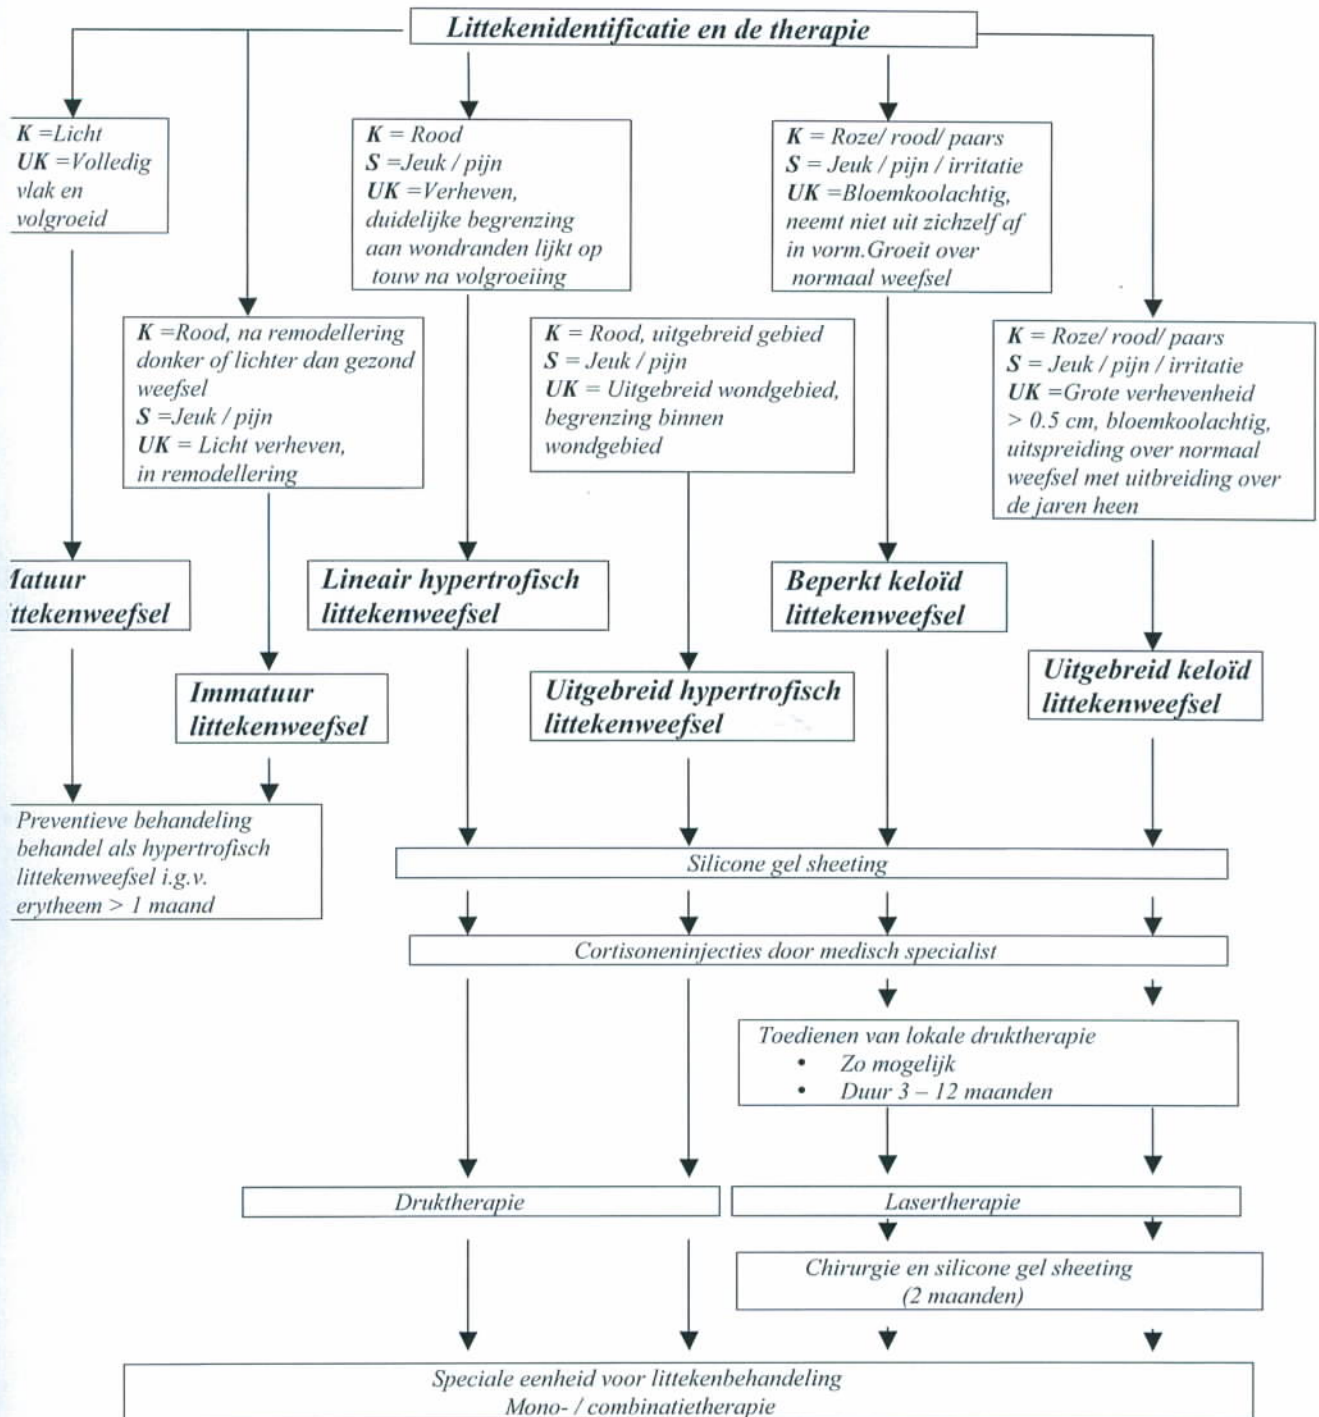 Littekenidentificatie en de therapie
K =Licht
UK =Volledig
vlak en
volgroeid
K = Rood
S =Jeuk / pijn
UK =Verheven,
duidelijke begrenzing
aan wondranden lijkt op
touw na volgroeiing
K = Roze/ rood/ paars
S = Jeuk / pijn / irritatie
UK =Bloemkoolachtig,
neemt niet uit zichzelf af
in vorm.Groeit over
normaal weefsel
K =Rood, na remodellering
donker of lichter dan gezond
weefsel
S =Jeuk / pijn
UK = Licht verheven,
in remodellering
K = Rood, uitgebreid gebied
S = Jeuk / pijn
UK = Uitgebreid wondgebied,
begrenzing binnen
wondgebied
K = Roze/ rood/ paars
S = Jeuk / pijn / irritatie
UK =Grote verhevenheid
> 0.5 cm, bloemkoolachtig,
uitspreiding over normaal
weefsel met uitbreiding over
de jaren heen
Matuur
littekenweefsel
Lineair hypertrofisch
littekenweefsel
Beperkt keloïd
littekenweefsel
Immatuur
littekenweefsel
Uitgebreid hypertrofisch
littekenweefsel
Uitgebreid keloïd
littekenweefsel
Preventieve behandeling
behandel als hypertrofisch
littekenweefsel i.g.v.
erytheem > 1 maand
Silicone gel sheeting
Cortisoneninjecties door medisch specialist
Toedienen van lokale druktherapie
• Zo mogelijk
• Duur 3 – 12 maanden
Druktherapie
Lasertherapie
Chirurgie en silicone gel sheeting
(2 maanden)
Speciale eenheid voor littekenbehandeling
Mono- / combinatietherapie